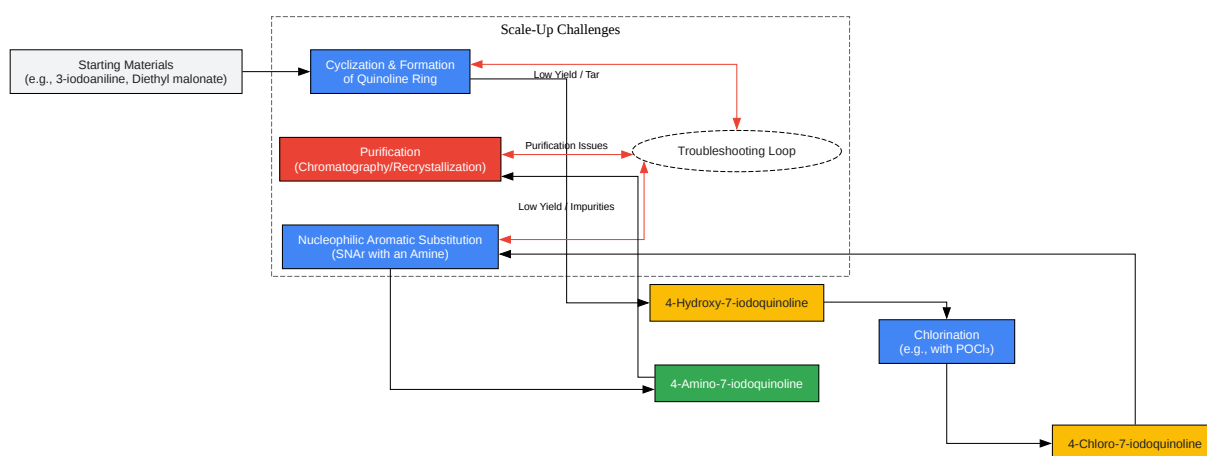 Scale-Up Challenges
Starting Materials
(e.g., 3-iodoaniline, Diethyl malonate)
Cyclization & Formation
of Quinoline Ring
Low Yield / Tar
Purification
(Chromatography/Recrystallization)
Purification Issues
Troubleshooting Loop
Low Yield / Impurities
Nucleophilic Aromatic Substitution
(SNAr with an Amine)
4-Hydroxy-7-iodoquinoline
Chlorination
(e.g., with POCl₃)
4-Amino-7-iodoquinoline
4-Chloro-7-iodoquinoline